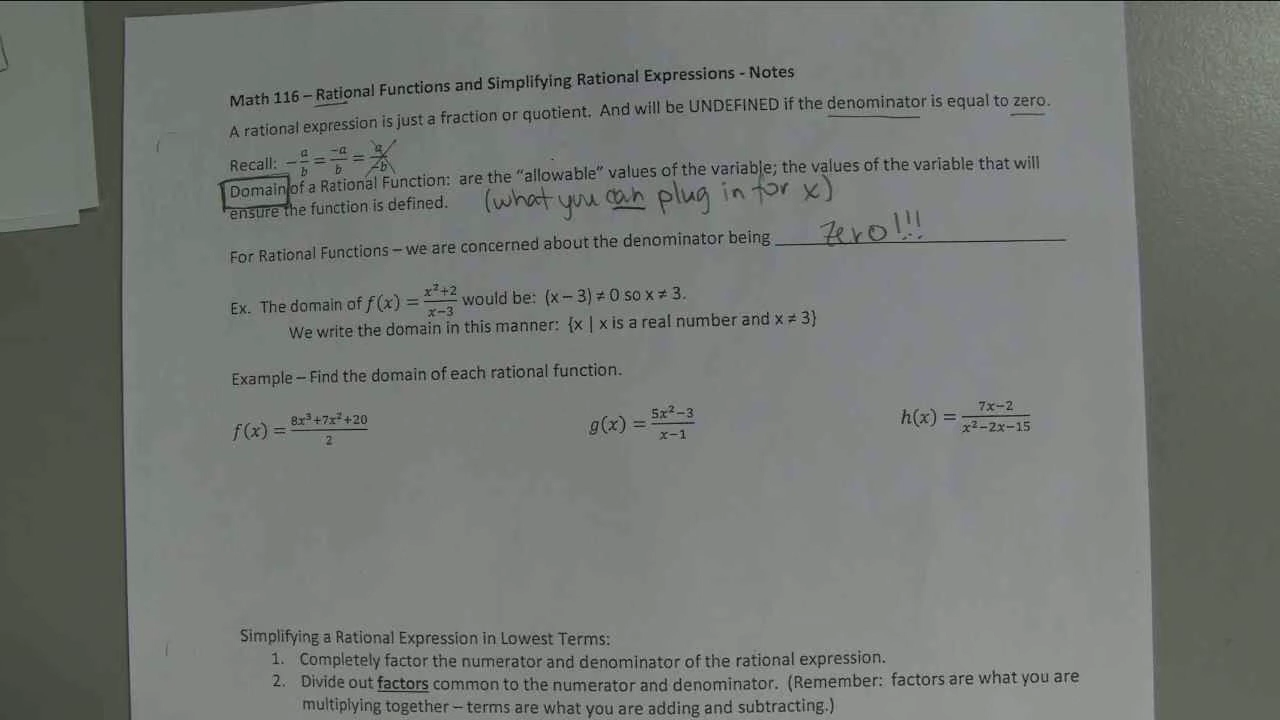 Math 116 – Rational Functions and Simplifying Rational Expressions - Notes
A rational expression is just a fraction or quotient. And will be UNDEFINED if the denominator is equal to zero.
Recall: −a/b = −a/b = a/−b
Domain of a Rational Function: are the “allowable” values of the variable; the values of the variable that will
ensure the function is defined. (what you can plug in for x)
For Rational Functions – we are concerned about the denominator being zero!!!
Ex. The domain of f(x) = x²+2/x−3 would be: (x – 3) ≠ 0 so x ≠ 3.
We write the domain in this manner: {x | x is a real number and x ≠ 3}
Example – Find the domain of each rational function.
f(x) = 8x³+7x²+20/2 g(x) = 5x²−3/x−1 h(x) = 7x−2/x²−2x−15
Simplifying a Rational Expression in Lowest Terms:
1. Completely factor the numerator and denominator of the rational expression.
2. Divide out factors common to the numerator and denominator. (Remember: factors are what you are
multiplying together – terms are what you are adding and subtracting.)